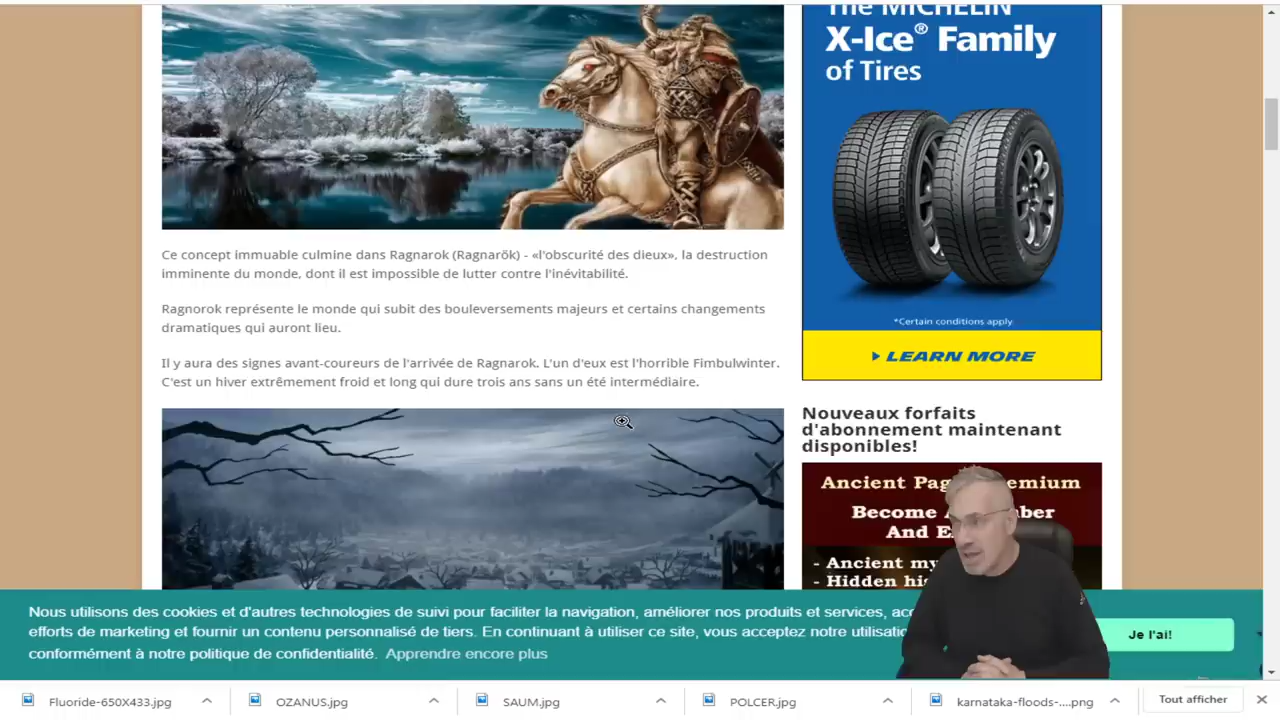 The MICHELIN
X-Ice® Family
of Tires
*Certain conditions apply
LEARN MORE
Ce concept immuable culmine dans Ragnarok (Ragnarök) - «l'obscurité des dieux», la destruction
imminente du monde, dont il est impossible de lutter contre l'inévitabilité.
Ragnorok représente le monde qui subit des bouleversements majeurs et certains changements
dramatiques qui auront lieu.
Il y aura des signes avant-coureurs de l'arrivée de Ragnarok. L'un d'eux est l'horrible Fimbulwinter.
C'est un hiver extrêmement froid et long qui dure trois ans sans un été intermédiaire.
Nouveaux forfaits
d'abonnement maintenant
disponibles!
Ancient
Become
And
- Ancient
- Hidden
Nous utilisons des cookies et d'autres technologies de suivi pour faciliter la navigation, améliorer nos produits et services,
efforts de marketing et fournir un contenu personnalisé de tiers. En continuant à utiliser ce site, vous acceptez notre
conformément à notre politique de confidentialité. Apprendre encore plus
Je l'ai!
Fluoride-650X433.jpg
OZANUS.jpg
SAUM.jpg
POLCER.jpg
karnataka-floods-....png
Tout afficher